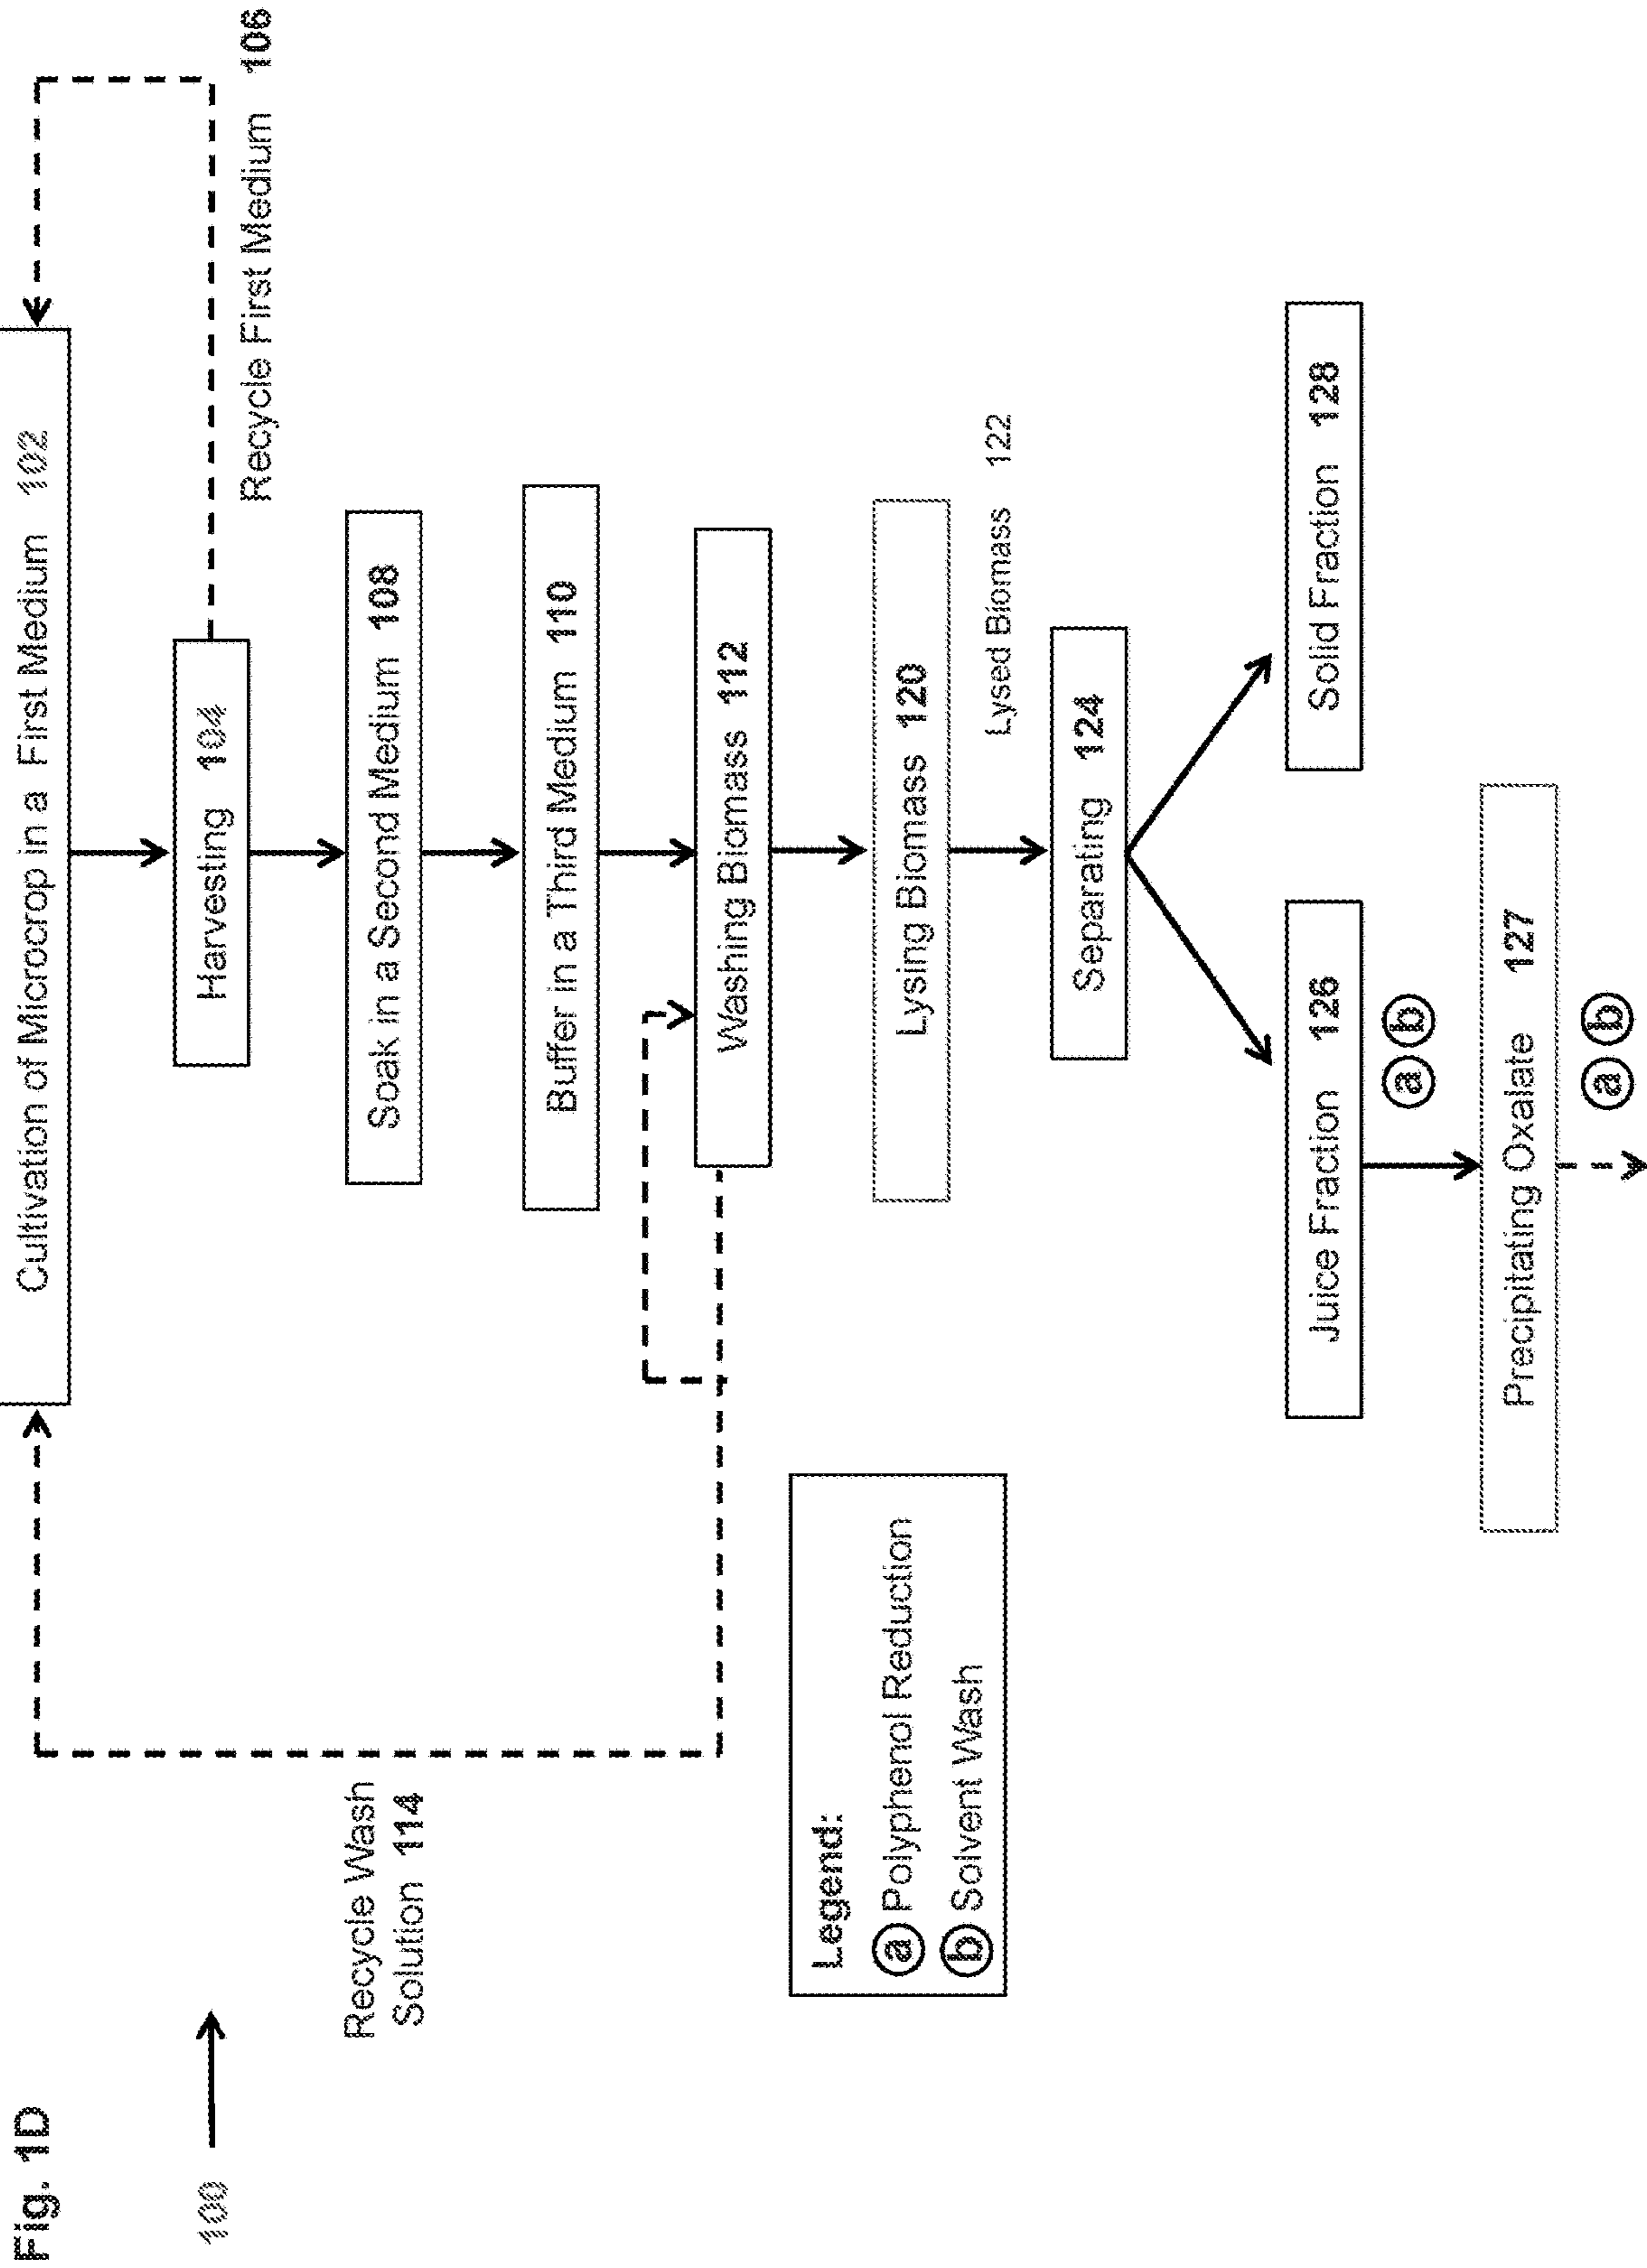 Fig. 1D
100
Cultivation of Microcrop in a First Medium 102
Harvesting 104
Recycle First Medium 106
Soak in a Second Medium 108
Buffer in a Third Medium 110
Recycle Wash
Solution 114
Washing Biomass 112
Lysing Biomass 120
Lysed Biomass 122
Separating 124
Juice Fraction 126
Solid Fraction 128
a b
Precipitating Oxalate 127
a b
Legend:
a Polyphenol Reduction
b Solvent Wash